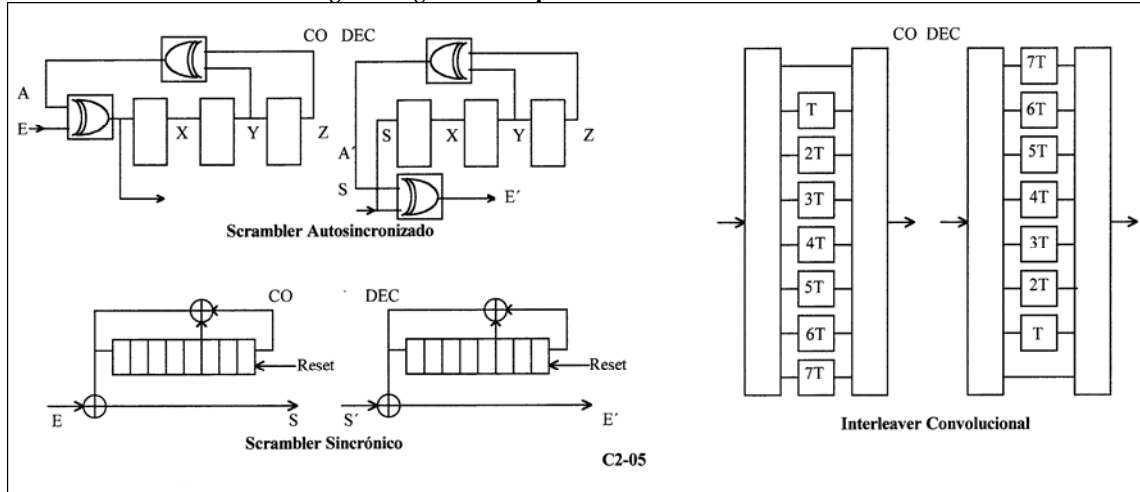 CO DEC
A
E
X
Y
Z
S
X
Y
Z
A´
S
E´
Scrambler Autosincronizado
CO
DEC
Reset
Reset
E
S
S´
E´
Scrambler Sincrónico
CO DEC
T
2T
3T
4T
5T
6T
7T
7T
6T
5T
4T
3T
2T
T
Interleaver Convolucional
C2-05